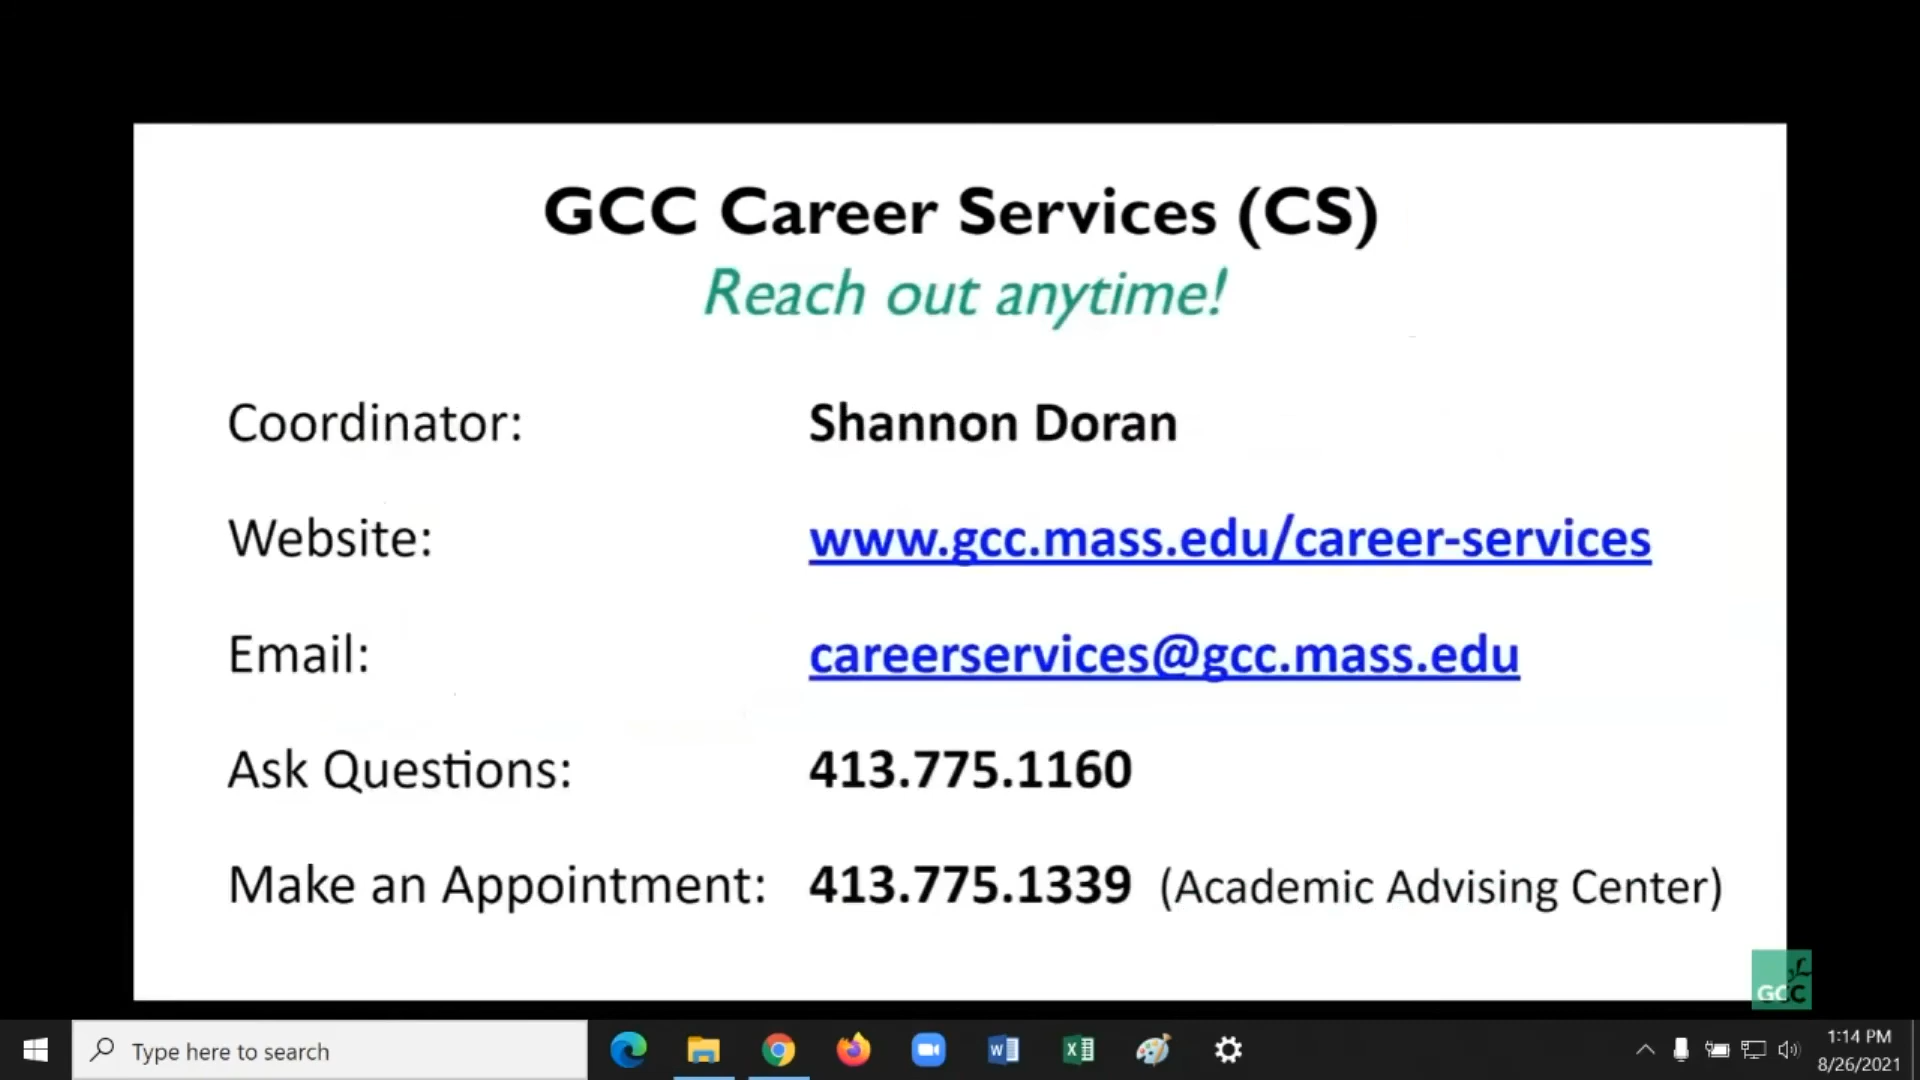 GCC Career Services (CS)
Reach out anytime!
Coordinator: Shannon Doran
Website: www.gcc.mass.edu/career-services
Email: careerservices@gcc.mass.edu
Ask Questions: 413.775.1160
Make an Appointment: 413.775.1339 (Academic Advising Center)
GCC
Type here to search
1:14 PM
8/26/2021